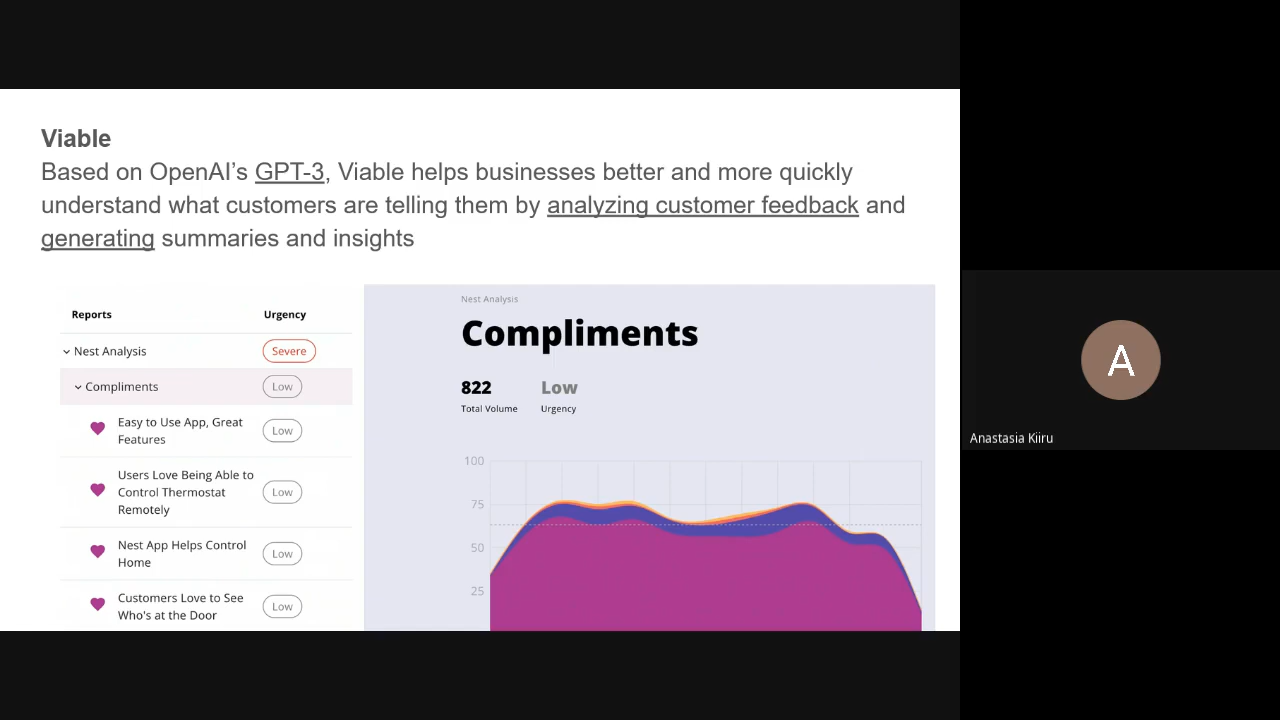 Viable
Based on OpenAI’s GPT-3, Viable helps businesses better and more quickly
understand what customers are telling them by analyzing customer feedback and
generating summaries and insights
Reports Urgency
Nest Analysis Severe
Compliments Low
Easy to Use App, Great
Features
Low
Users Love Being Able to
Control Thermostat
Remotely
Low
Nest App Helps Control
Home
Low
Customers Love to See
Who's at the Door
Low
Nest Analysis
Compliments
822 Low
Total Volume Urgency
100
75
50
25
A
Anastasia Kiiru